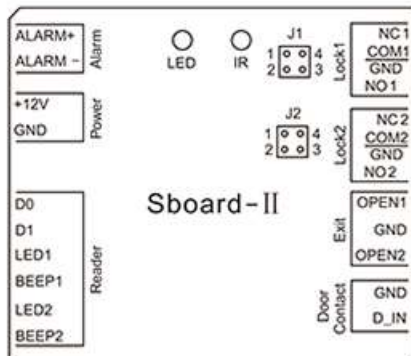 ALARM+
ALARM −
Alarm
+12V
GND
Power
D0
D1
LED1
BEEP1
LED2
BEEP2
Reader
LED
IR
J1
1 4
2 3
J2
1 4
2 3
Sboard-II
NC1
COM1
GND
NO1
Lock1
NC2
COM2
GND
NO2
Lock2
OPEN1
GND
OPEN2
Exit
GND
D_IN
Door
Contact